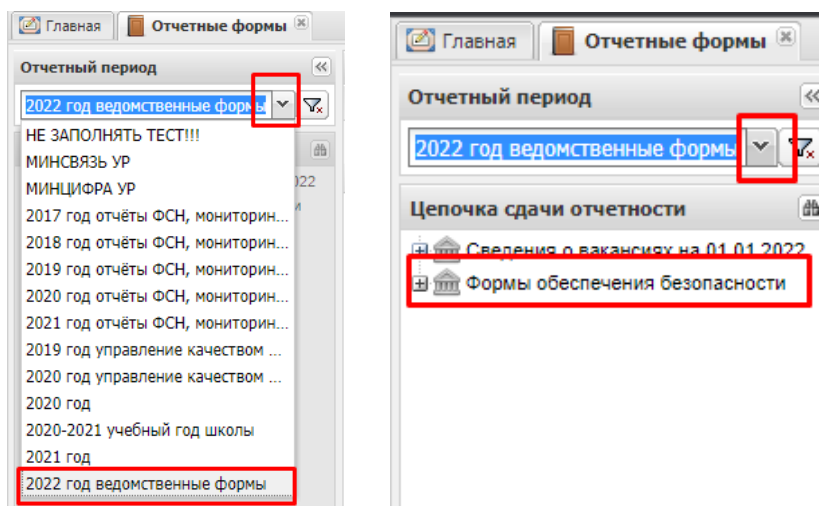 Главная
Отчетные формы
Отчетный период
2022 год ведомственные формы
НЕ ЗАПОЛНЯТЬ ТЕСТ!!!
МИНСВЯЗЬ УР
МИНЦИФРА УР
2017 год отчёты ФСН, мониторин...
2018 год отчёты ФСН, мониторин...
2019 год отчёты ФСН, мониторин...
2020 год отчёты ФСН, мониторин...
2021 год отчёты ФСН, мониторин...
2019 год управление качеством ...
2020 год управление качеством ...
2020 год
2020-2021 учебный год школы
2021 год
2022 год ведомственные формы
Главная
Отчетные формы
Отчетный период
2022 год ведомственные формы
Цепочка сдачи отчетности
Сведения о вакансиях на 01.01.2022
Формы обеспечения безопасности